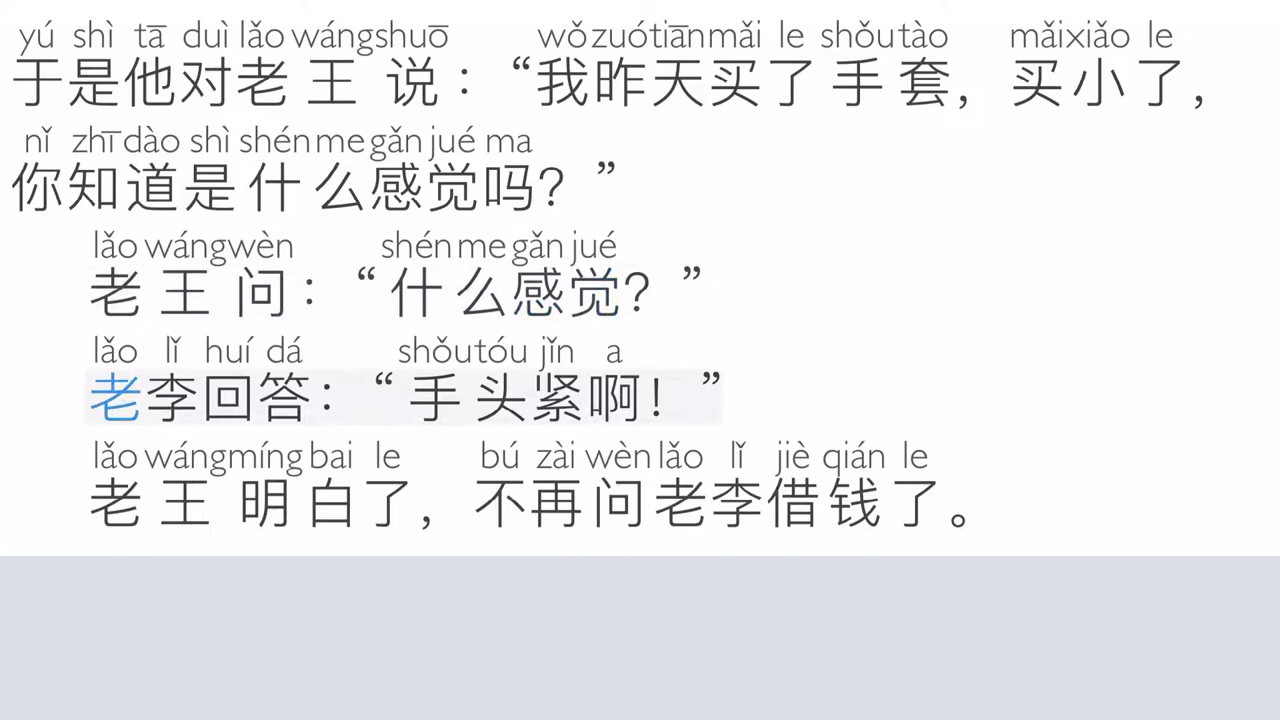 yú shì tā duì lǎo wáng shuō wǒ zuó tiān mǎi le shǒu tào mǎi xiǎo le
于是他对老王说：“我昨天买了手套，买小了，
nǐ zhī dào shì shén me gǎn jué ma
你知道是什么感觉吗？”
lǎo wáng wèn shén me gǎn jué
老王问：“什么感觉？”
lǎo lǐ huí dá shǒu tóu jǐn a
老李回答：“手头紧啊！”
lǎo wáng míng bai le bú zài wèn lǎo lǐ jiè qián le
老王明白了，不再问老李借钱了。